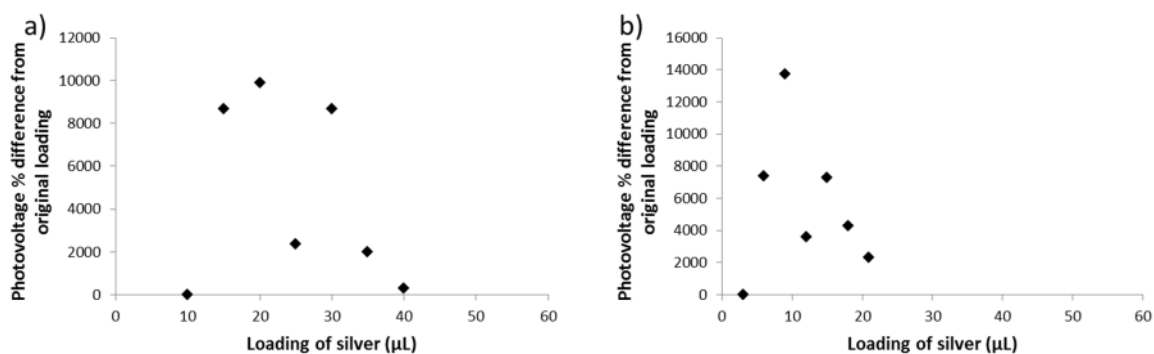 a)
Photovoltage % difference from
original loading
12000
10000
8000
6000
4000
2000
0
0 10 20 30 40 50 60
Loading of silver (µL)
b)
Photovoltage % difference from
original loading
16000
14000
12000
10000
8000
6000
4000
2000
0
0 10 20 30 40 50 60
Loading of silver (µL)